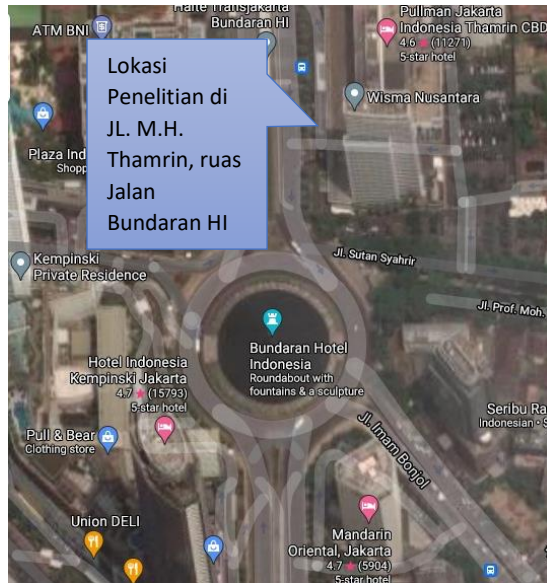 Halte Transjakarta
Bundaran HI
Pullman Jakarta
Indonesia Thamrin CBD
4.6 ★ (11271)
5-star hotel
ATM BNI
Lokasi
Penelitian di
JL. M.H.
Thamrin, ruas
Jalan
Bundaran HI
Wisma Nusantara
Plaza Ind
Shopp
Kempinski
Private Residence
Jl. Sutan Syahrir
Jl. Prof. Moh.
Bundaran Hotel
Indonesia
Roundabout with
fountains & a sculpture
Hotel Indonesia
Kempinski Jakarta
4.7 ★ (15793)
5-star hotel
Seribu Ra
Indonesian • S
Pull & Bear
Clothing store
Jl. Imam Bonjol
Union DELI
Mandarin
Oriental, Jakarta
4.7 ★ (5904)
5-star hotel